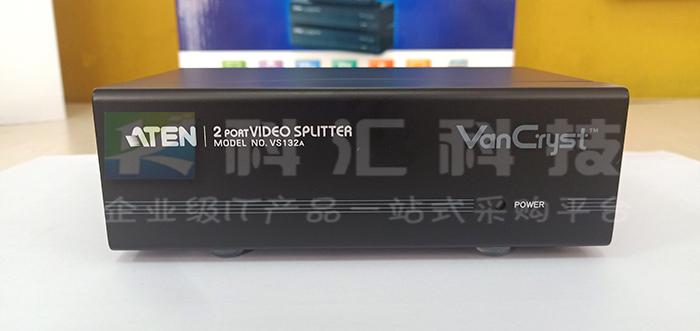 ATEN
2 PORT VIDEO SPLITTER
MODEL NO. VS132A
VanCryst™
科汇科技
企业级IT产品 一站式采购平台
POWER